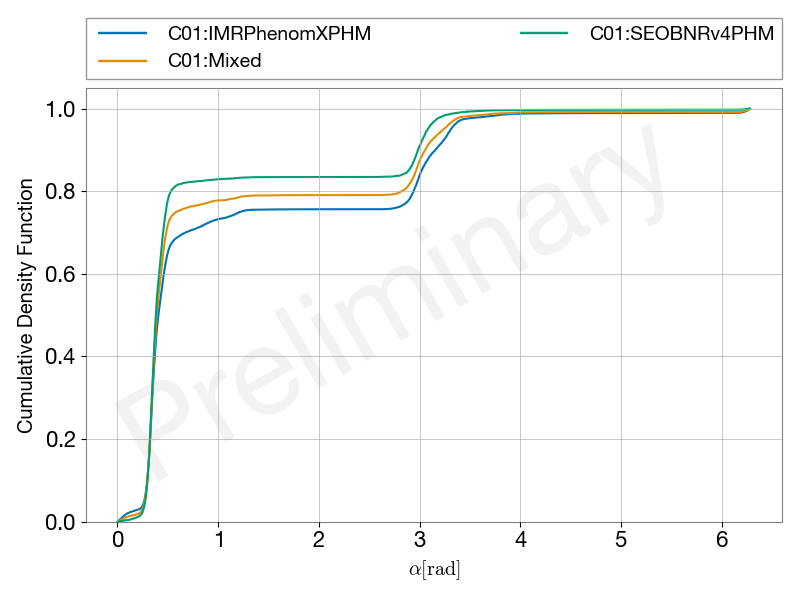 C01:IMRPhenomXPHM
C01:Mixed
C01:SEOBNRv4PHM
Cumulative Density Function
1.0
0.8
0.6
0.4
0.2
0.0
Preliminary
0 1 2 3 4 5 6
α[rad]